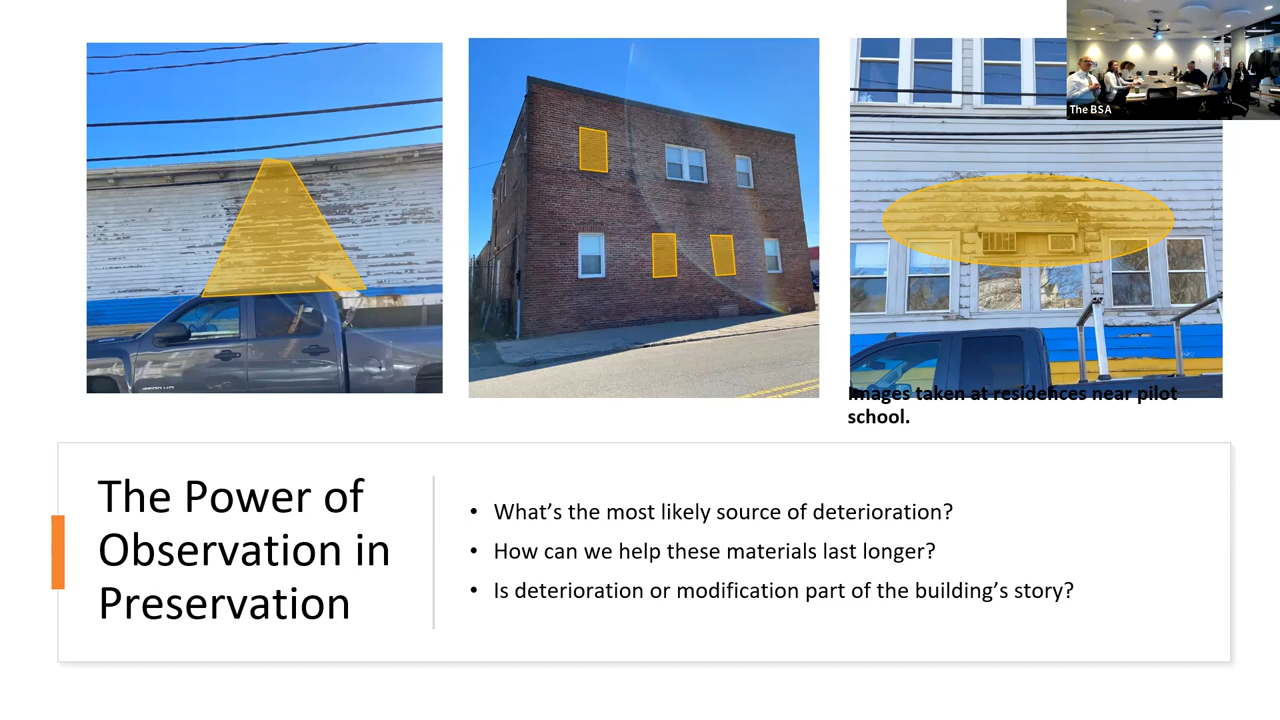 The BSA
Images taken at residences near pilot
school.
The Power of
Observation in
Preservation
• What’s the most likely source of deterioration?
• How can we help these materials last longer?
• Is deterioration or modification part of the building’s story?